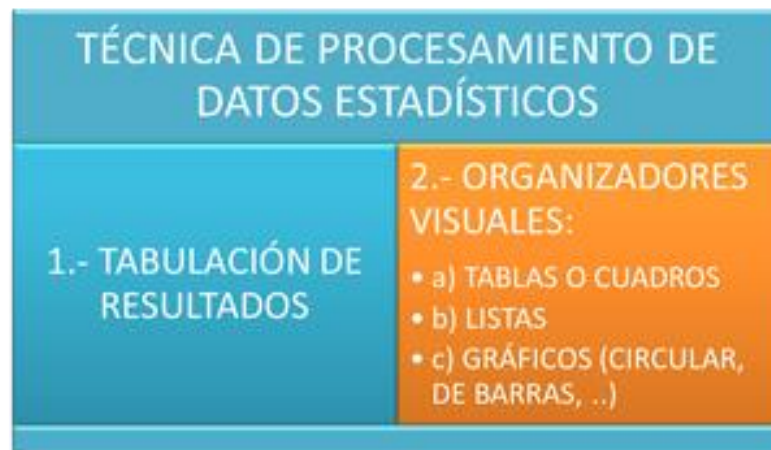 TÉCNICA DE PROCESAMIENTO DE
DATOS ESTADÍSTICOS
1.- TABULACIÓN DE
RESULTADOS
2.- ORGANIZADORES
VISUALES:
• a) TABLAS O CUADROS
• b) LISTAS
• c) GRÁFICOS (CIRCULAR,
DE BARRAS, ..)